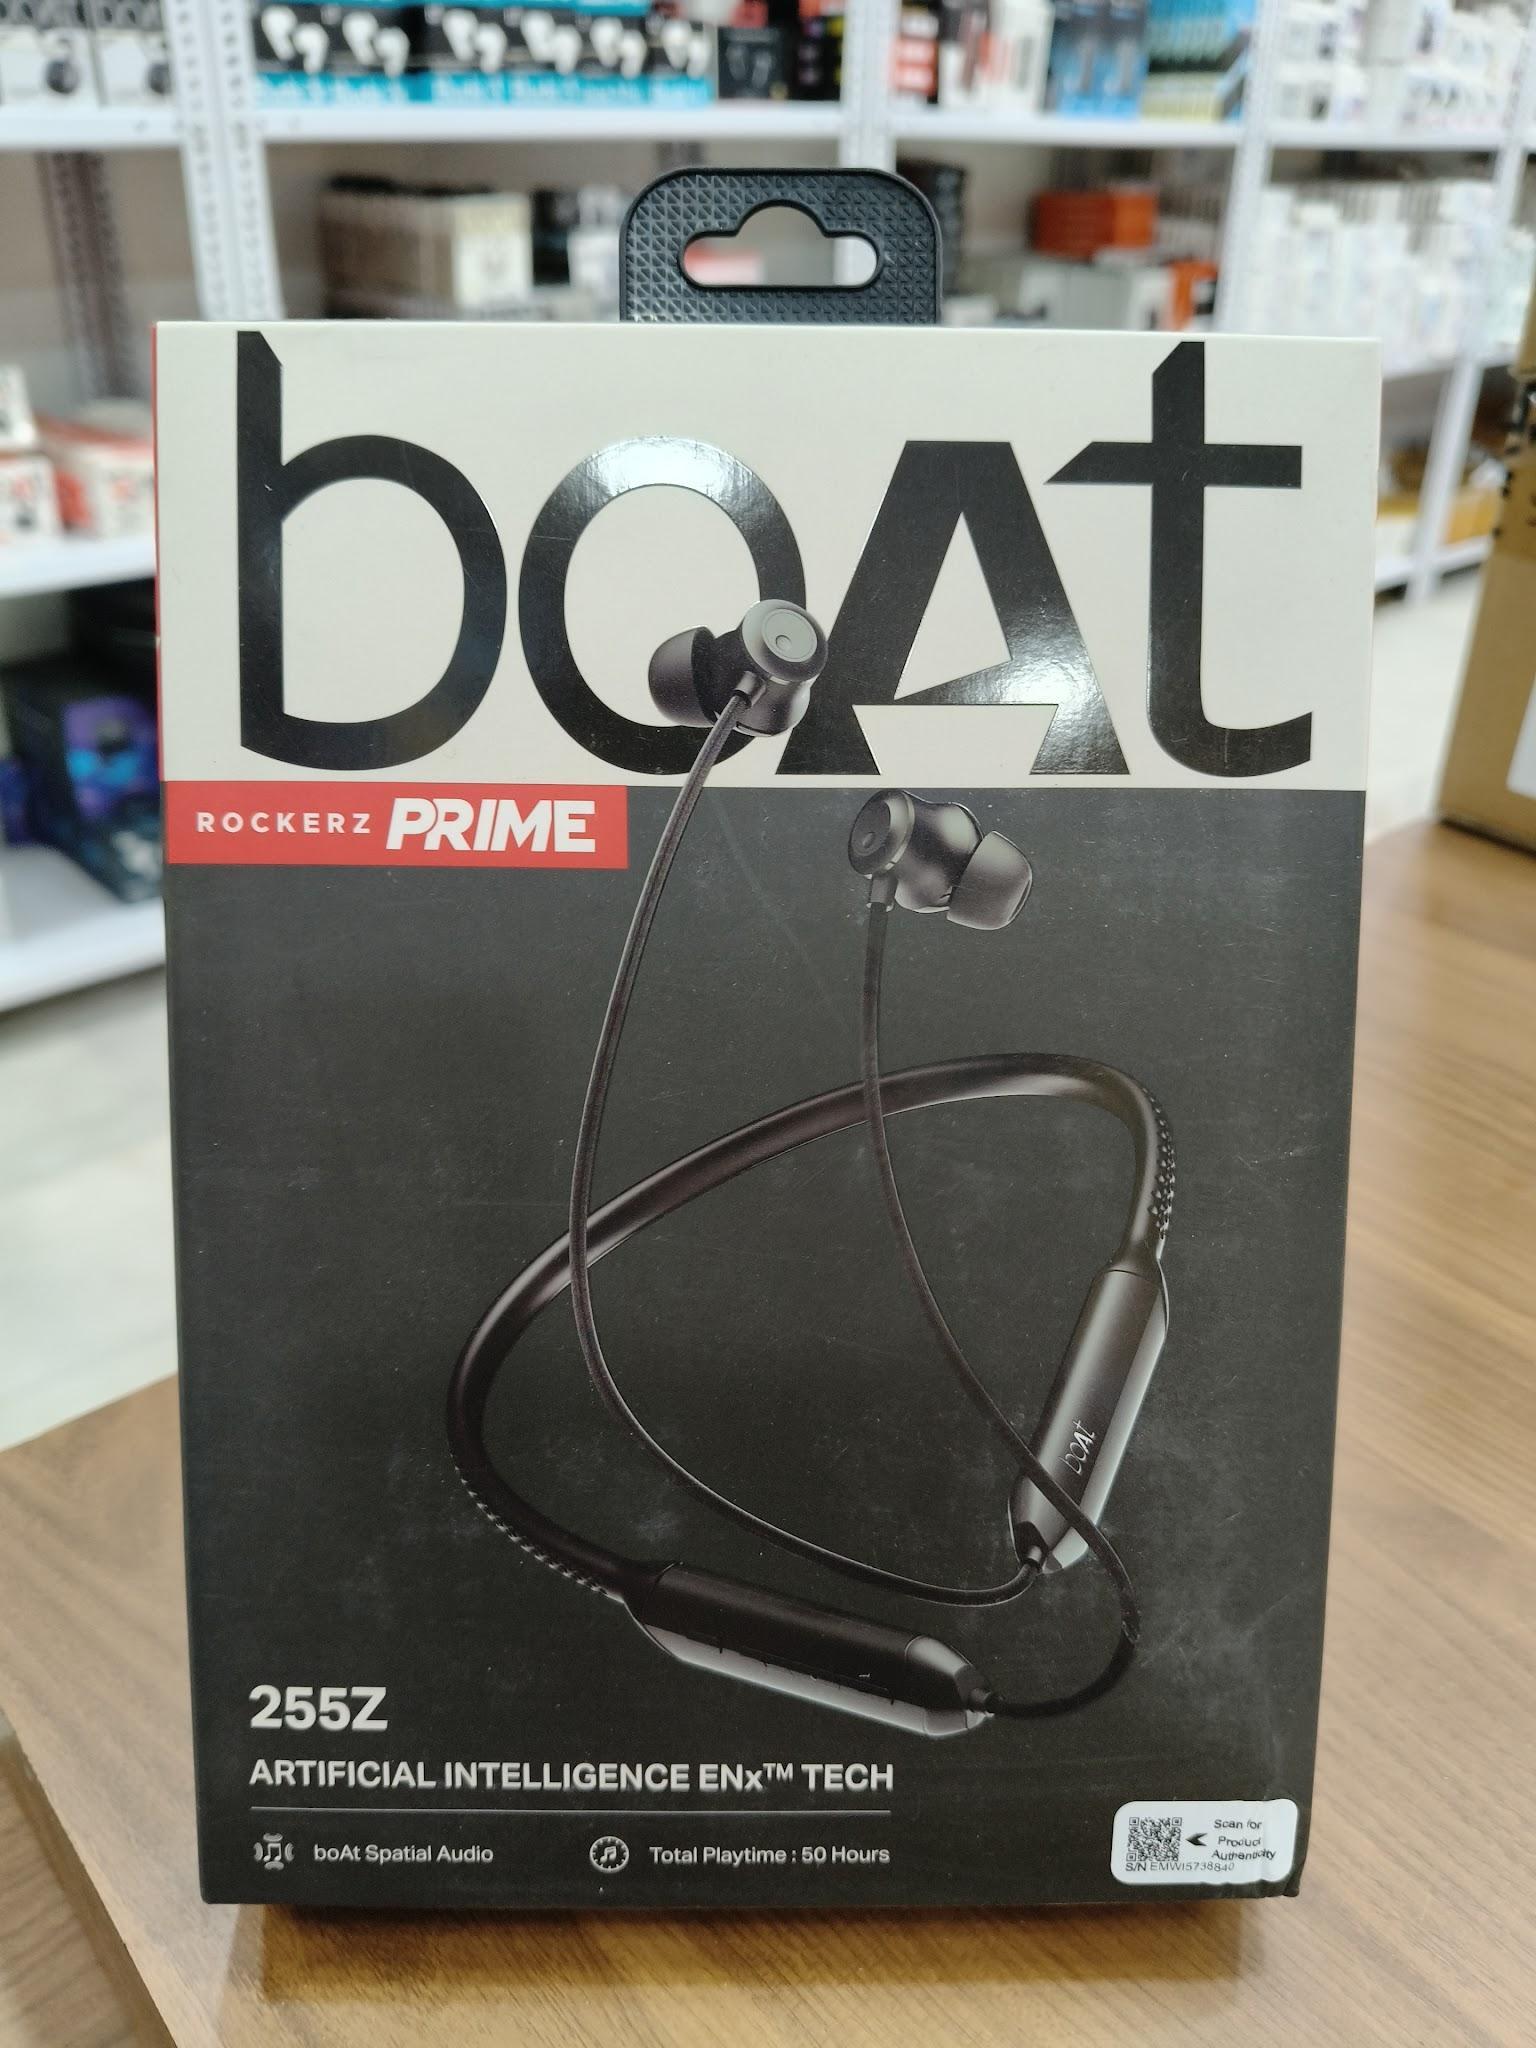 boAt
ROCKERZ PRIME
boAt
255Z
ARTIFICIAL INTELLIGENCE ENx™ TECH
boAt Spatial Audio
Total Playtime : 50 Hours
Scan for
Product
Authenticity
S/N EMWI5738840